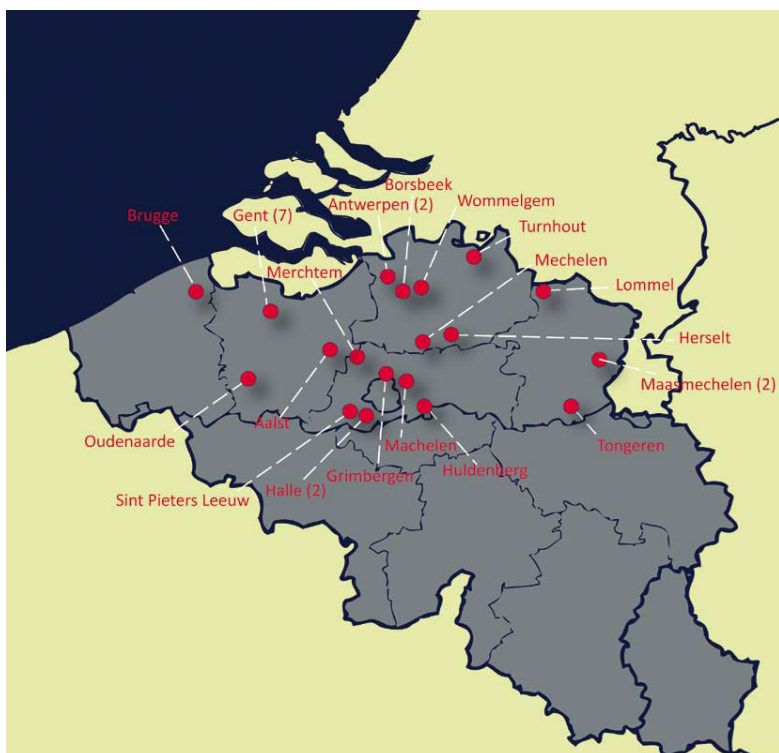 Borsbeek
Brugge
Gent (7)
Antwerpen (2)
Wommelgem
Turnhout
Merchtem
Mechelen
Lommel
Herselt
Maasmechelen (2)
Oudenaarde
Aalst
Machelen
Tongeren
Sint Pieters Leeuw
Halle (2)
Grimbergen
Huldenberg